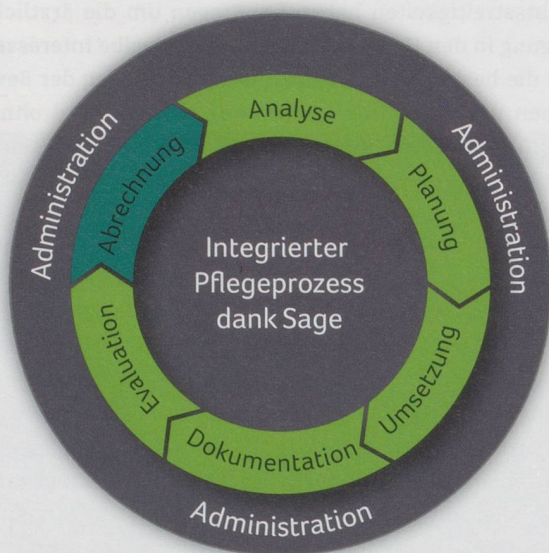 Administration
Administration
Administration
Analyse
Planung
Umsetzung
Dokumentation
Evaluation
Abrechnung
Integrierter
Pflegeprozess
dank Sage